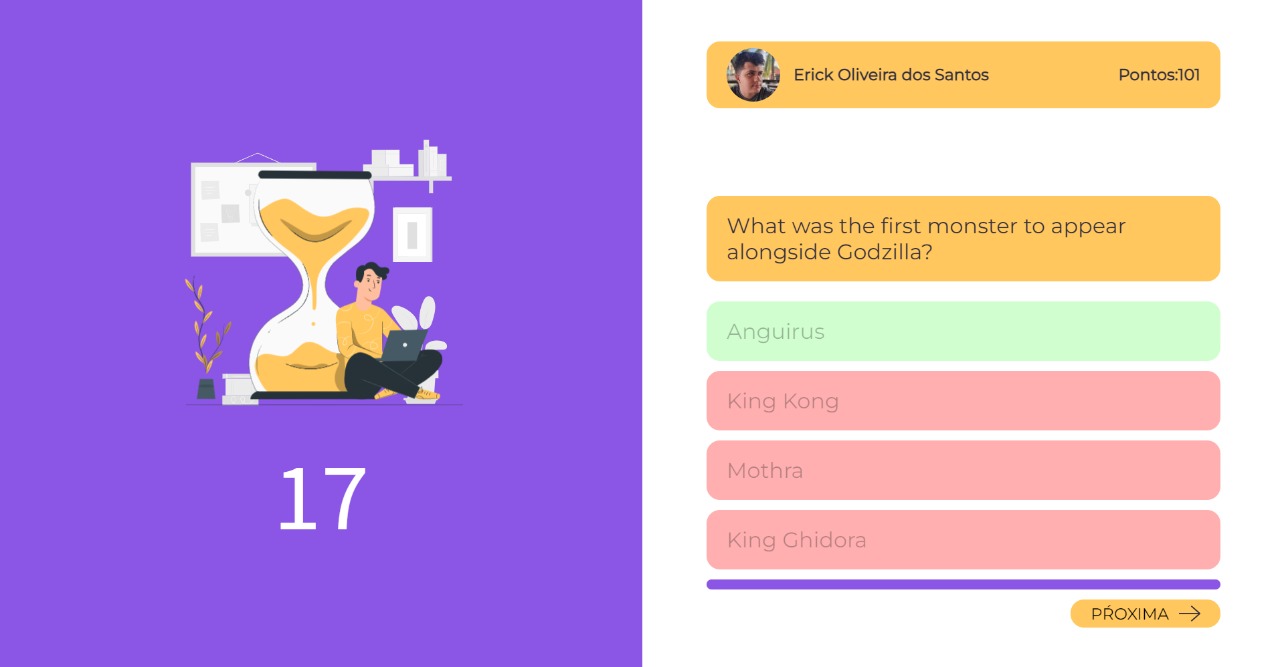 17
Erick Oliveira dos Santos
Pontos:101
What was the first monster to appear
alongside Godzilla?
Anguirus
King Kong
Mothra
King Ghidora
PŔOXIMA